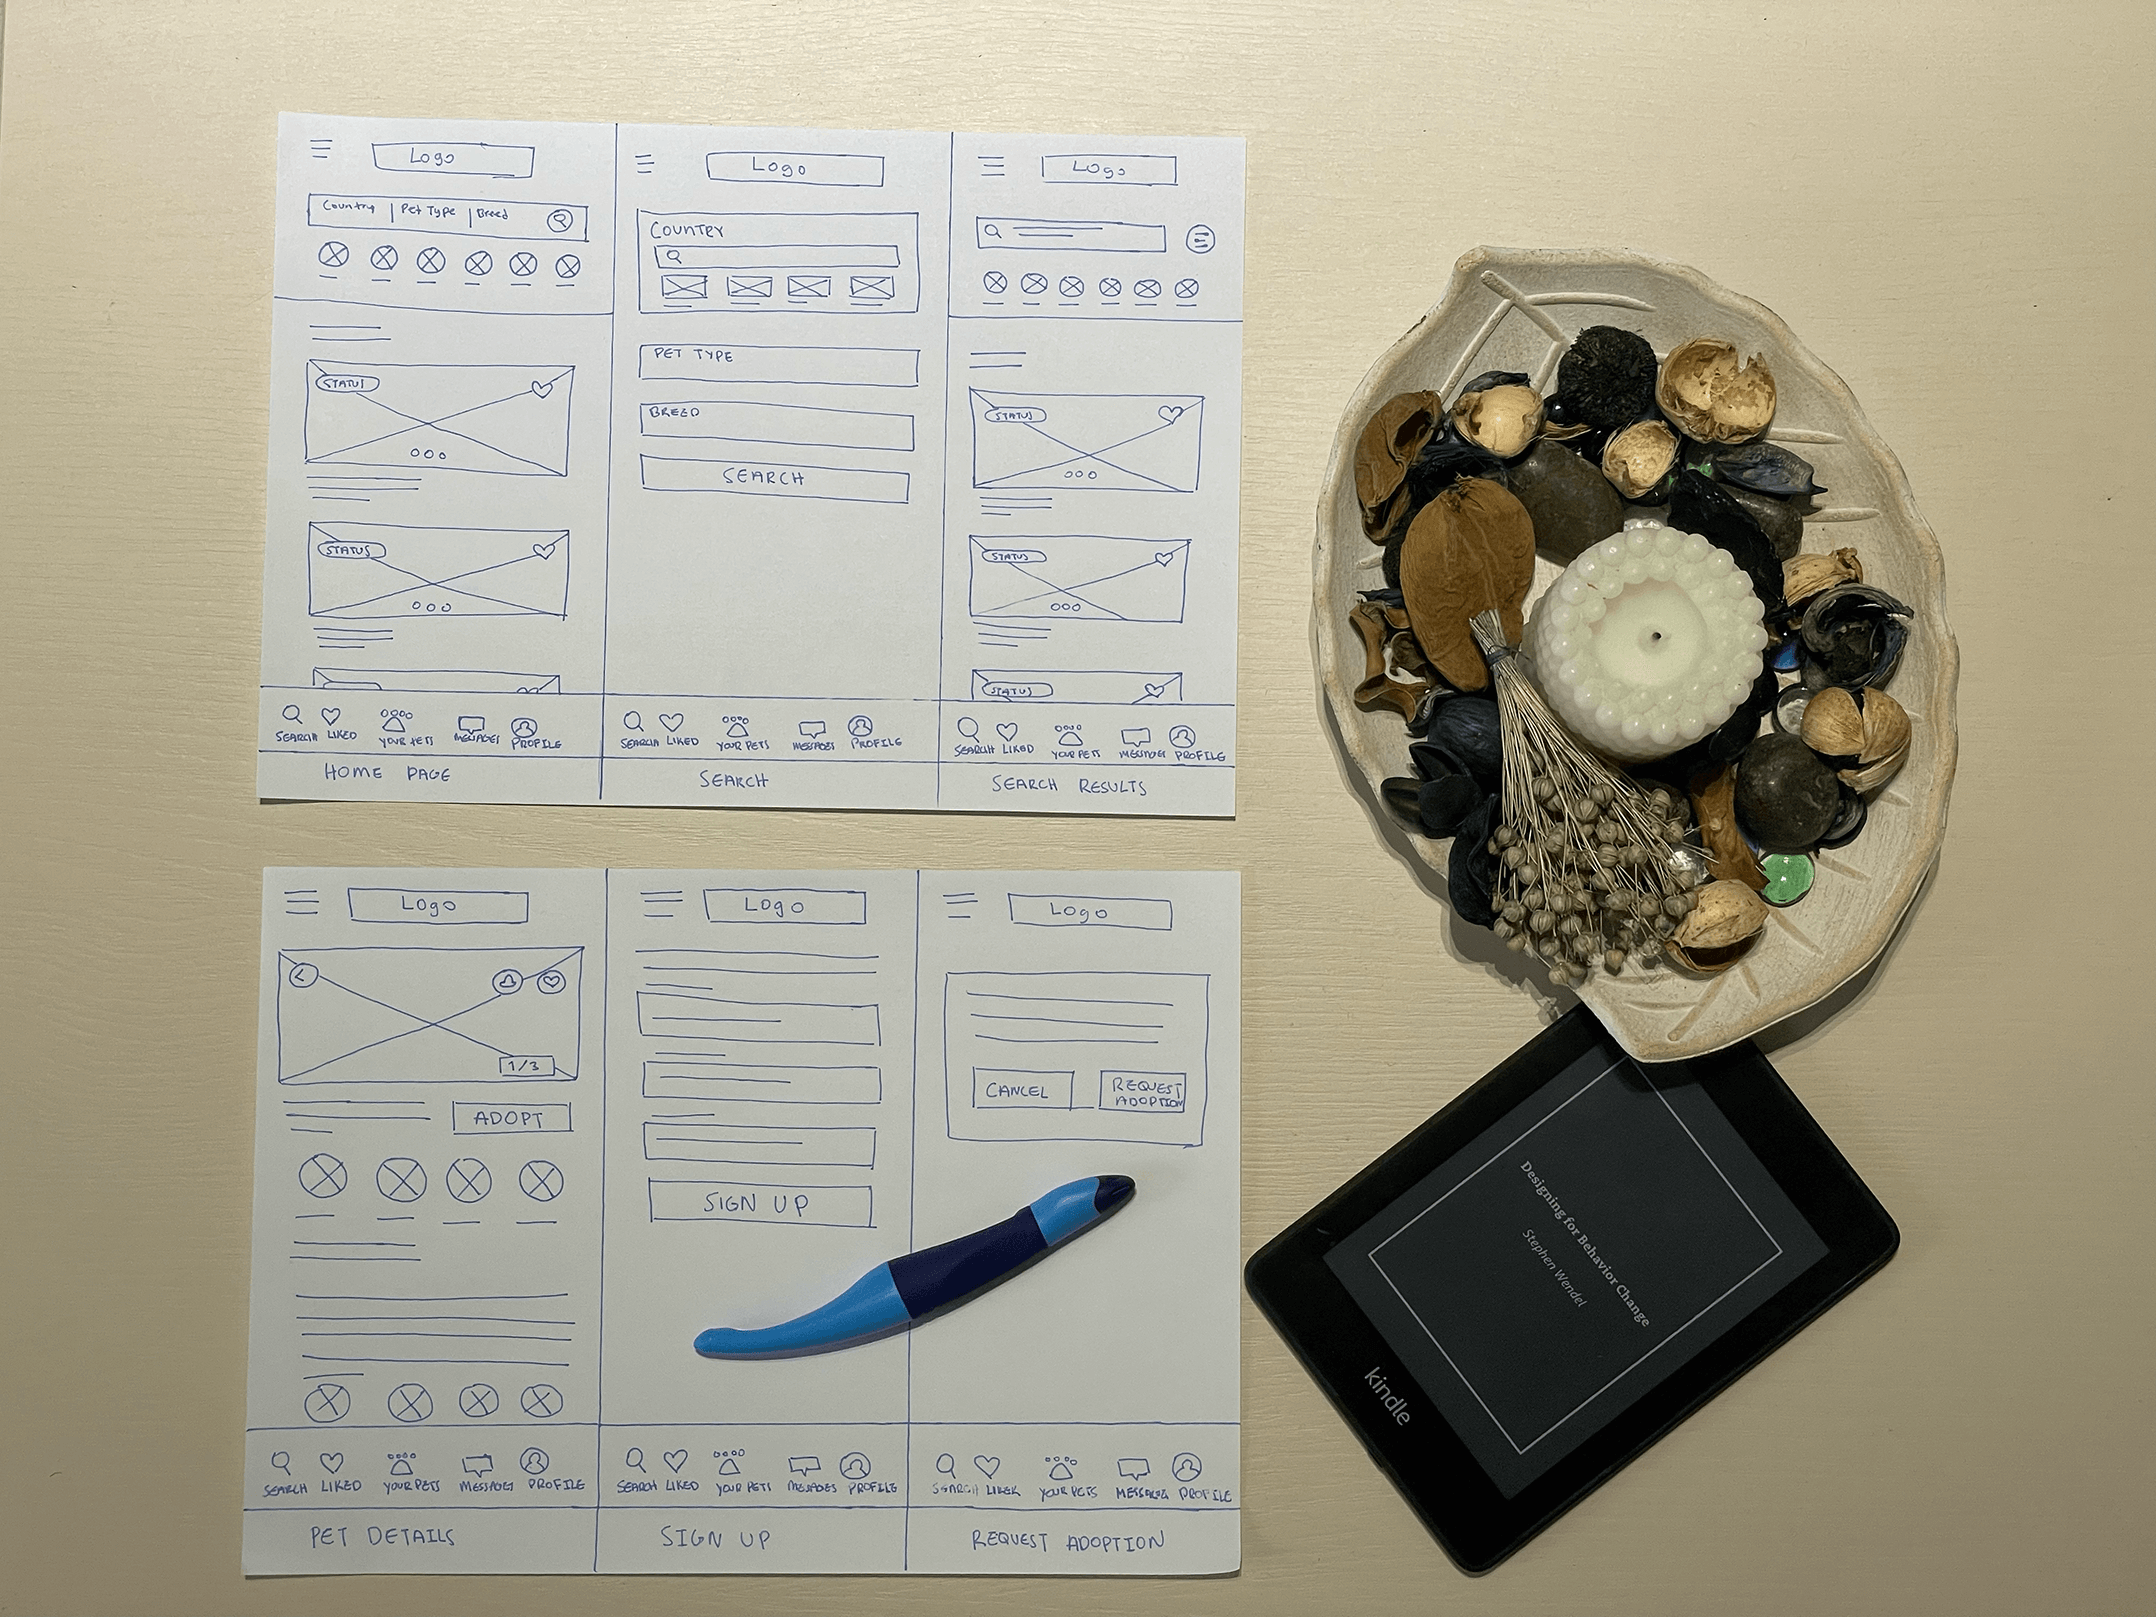 Logo
Country | Pet Type | Breed
STATUS
STATUS
SEARCH LIKED YOUR PETS MESSAGES PROFILE
HOME PAGE
Logo
COUNTRY
PET TYPE
BREED
SEARCH
SEARCH LIKED YOUR PETS MESSAGES PROFILE
SEARCH
Logo
STATUS
STATUS
STATUS
SEARCH LIKED YOUR PETS MESSAGES PROFILE
SEARCH RESULTS
Logo
1/3
ADOPT
SEARCH LIKED YOUR PETS MESSAGES PROFILE
PET DETAILS
Logo
SIGN UP
SEARCH LIKED YOUR PETS MESSAGES PROFILE
SIGN UP
Logo
CANCEL
REQUEST
ADOPTION
SEARCH YOUR PETS MESSAGES PROFILE
REQUEST ADOPTION
Designing for Behavior Change
Stephen Wendel
kindle